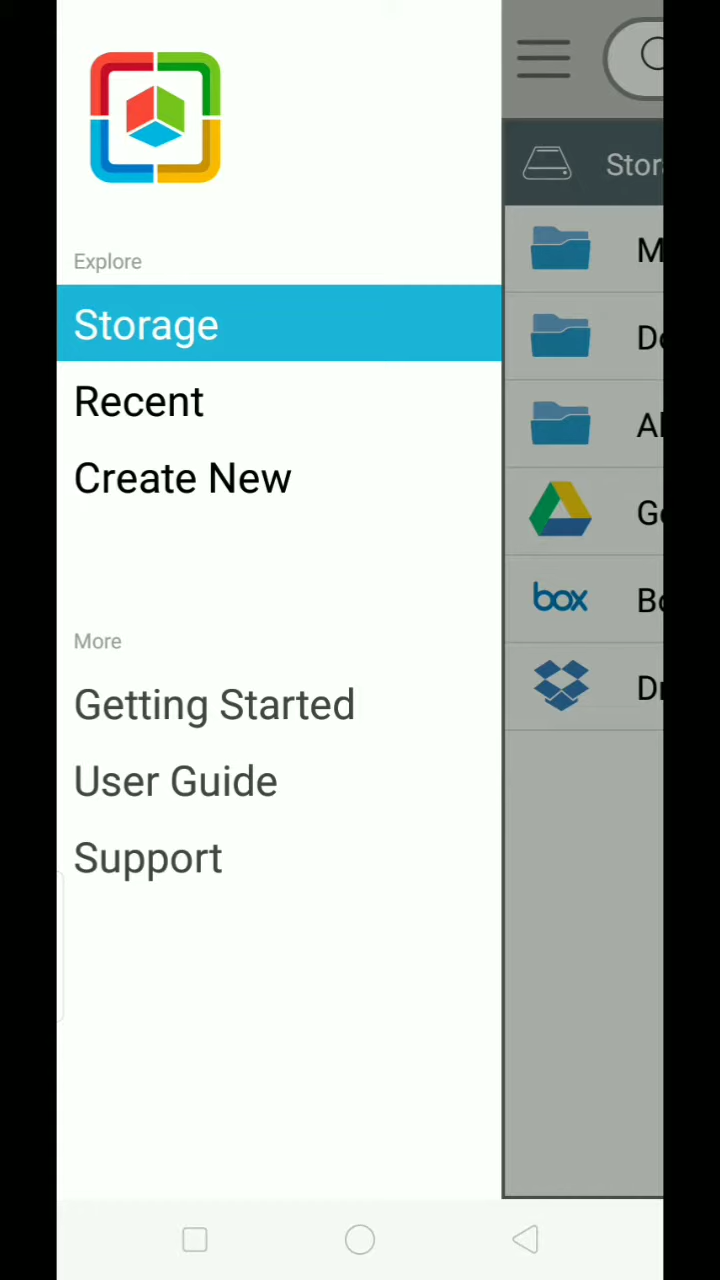 Explore
Storage
Recent
Create New
More
Getting Started
User Guide
Support
box